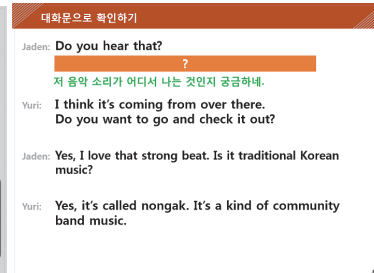 대화문으로 확인하기
Jaden: Do you hear that?
?
저 음악 소리가 어디서 나는 것인지 궁금하네.
Yuri: I think it's coming from over there.
Do you want to go and check it out?
Jaden: Yes, I love that strong beat. Is it traditional Korean
music?
Yuri: Yes, it's called nongak. It's a kind of community
band music.